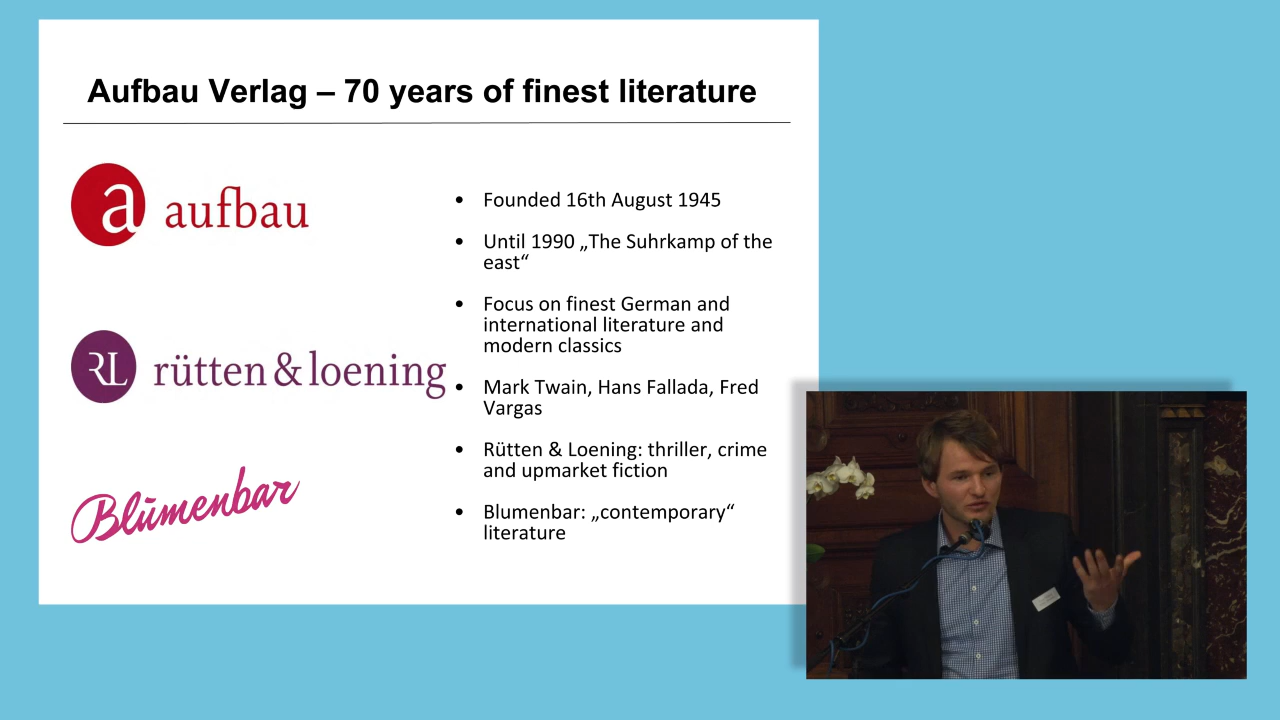 Aufbau Verlag – 70 years of finest literature
a aufbau
RL rütten & loening
Blumenbar
• Founded 16th August 1945
• Until 1990 „The Suhrkamp of the
east“
• Focus on finest German and
international literature and
modern classics
• Mark Twain, Hans Fallada, Fred
Vargas
• Rütten & Loening: thriller, crime
and upmarket fiction
• Blumenbar: „contemporary“
literature